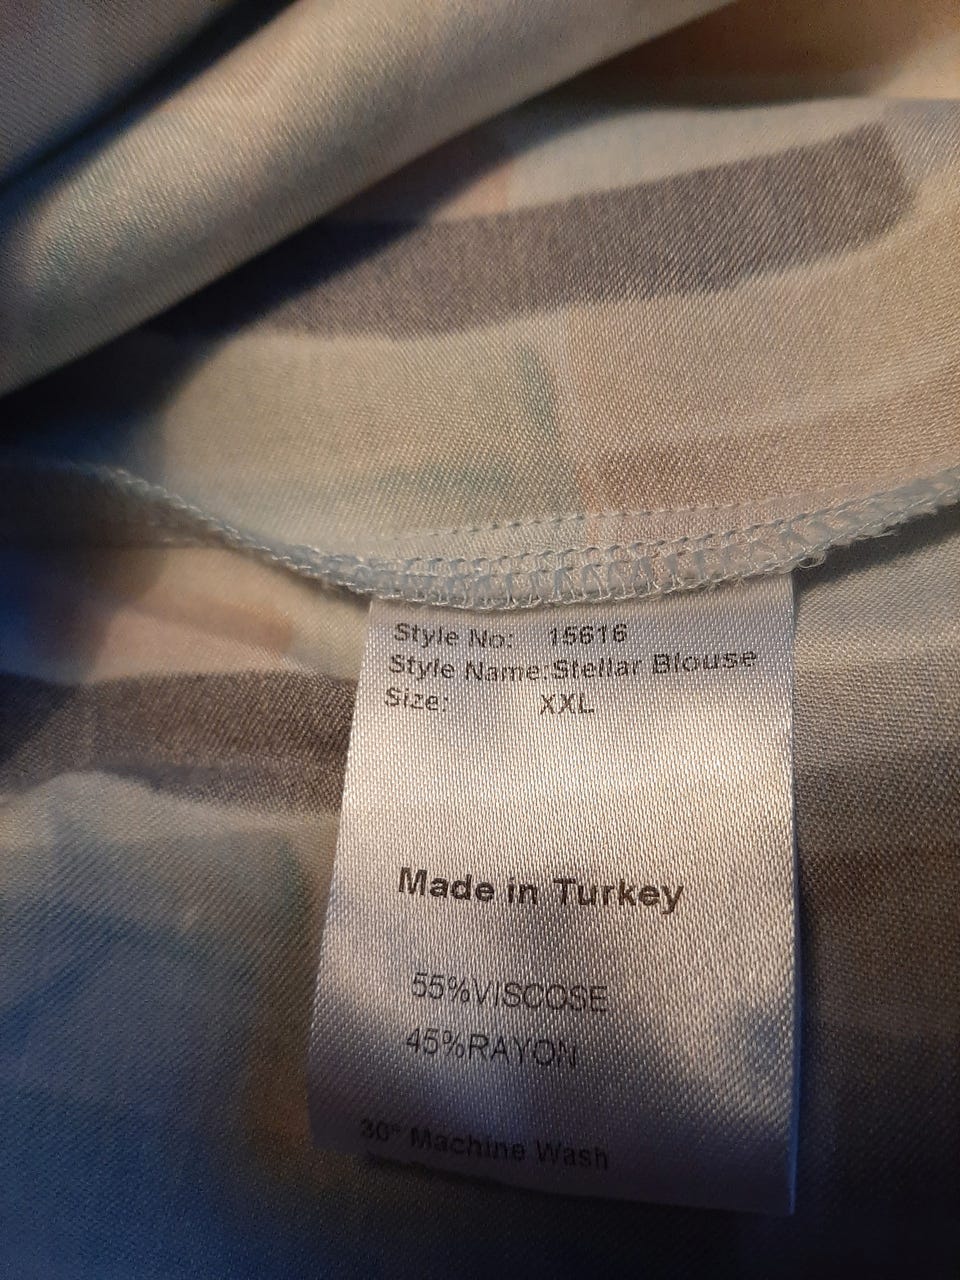 Style No: 15616
Style Name:Stellar Blouse
Size: XXL
Made in Turkey
55%VISCOSE
45%RAYON
30° Machine Wash